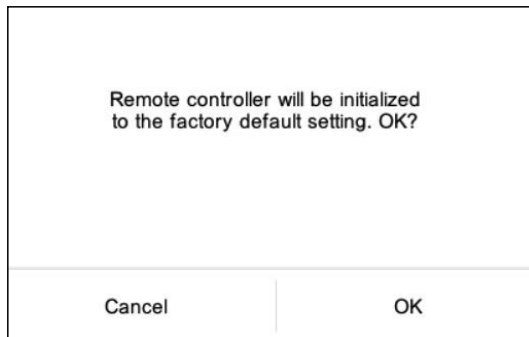 Remote controller will be initialized
to the factory default setting. OK?
Cancel
OK